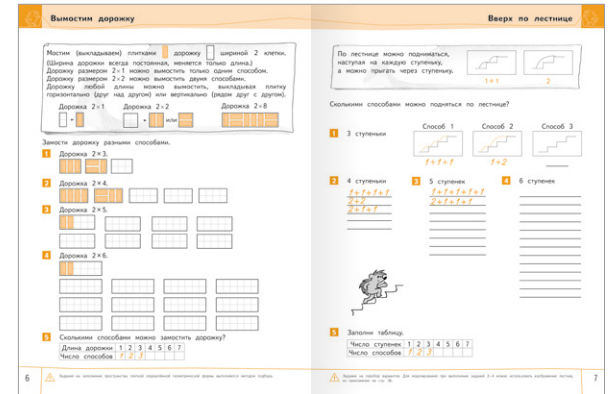 Вымостим дорожку
Мостим (выкладываем) плитками дорожку шириной 2 клетки.
(Ширина дорожки всегда постоянная, меняется только длина.)
Дорожку размером 2×1 можно вымостить только одним способом.
Дорожку размером 2×2 можно вымостить двумя способами.
Дорожку любой длины можно вымостить, выкладывая плитку
горизонтально (друг над другом) или вертикально (рядом друг с другом).
Дорожка 2×1 Дорожка 2×2 Дорожка 2×8
или
Замости дорожку разными способами.
1 Дорожка 2×3.
2 Дорожка 2×4.
3 Дорожка 2×5.
4 Дорожка 2×6.
5 Сколькими способами можно замостить дорожку?
Длина дорожки 1 2 3 4 5 6 7
Число способов 1 2 3
6
Вверх по лестнице
По лестнице можно подниматься,
наступая на каждую ступеньку,
а можно прыгать через ступеньку.
1+1 2
Сколькими способами можно подняться по лестнице?
Способ 1 Способ 2 Способ 3
1 3 ступеньки
1+1+1 1+2
2 4 ступеньки 3 5 ступенек 4 6 ступенек
1+1+1+1 1+1+1+1+1
2+2 2+1+1+1
2+1+1
5 Заполни таблицу.
Число ступенек 1 2 3 4 5 6 7
Число способов 1 2 3
7